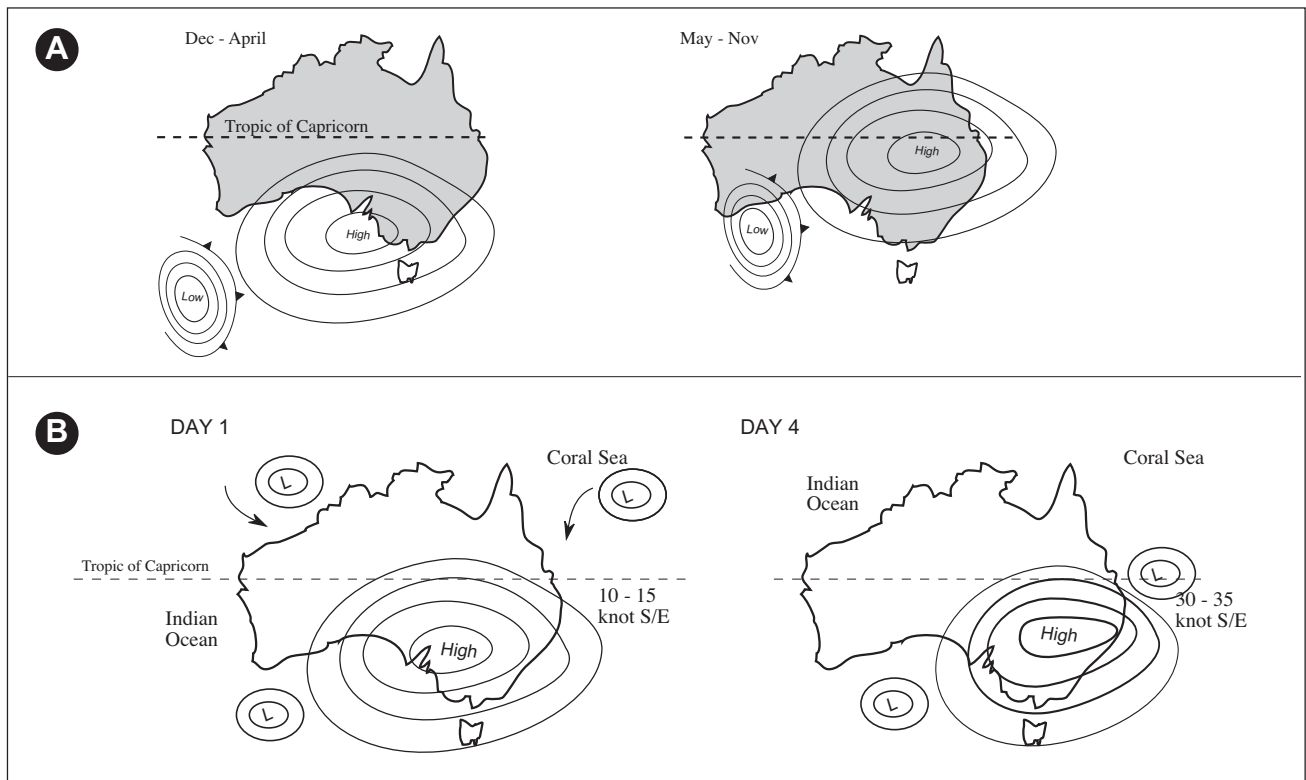 A
Dec - April
Tropic of Capricorn
High
Low
May - Nov
High
Low
B
DAY 1
L
Coral Sea
L
Tropic of Capricorn
10 - 15
knot S/E
Indian
Ocean
High
L
DAY 4
Coral Sea
Indian
Ocean
L
30 - 35
knot S/E
High
L